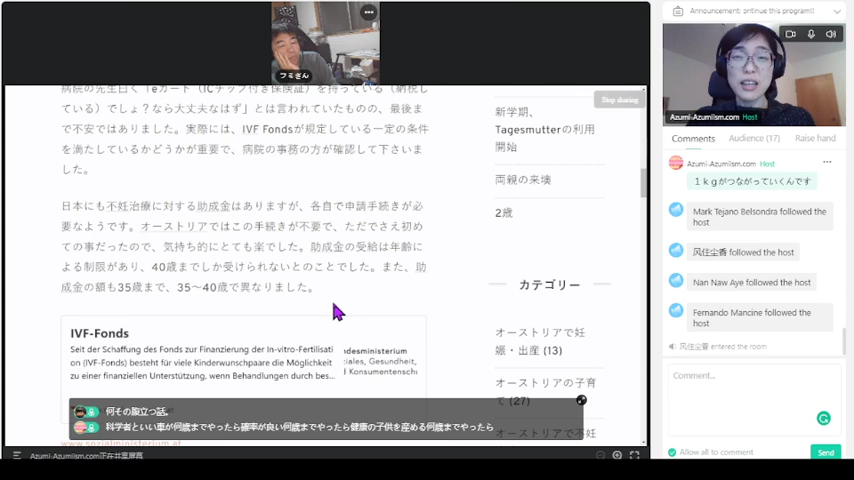 フミぎん
病院の先生曰く「eカード（ICチップ付き保険証）を持っている（納税し
ている）でしょ？なら大丈夫なはず」とは言われていたものの、最後ま
で不安ではありました。実際には、IVF Fondsが規定している一定の条件
を満たしているかどうかが重要で、病院の事務の方が確認して下さいま
した。
日本にも不妊治療に対する助成金はありますが、各自で申請手続きが必
要なようです。オーストリアではこの手続きが不要で、ただでさえ初め
ての事だったので、気持ち的にとても楽でした。助成金の受給は年齢に
よる制限があり、40歳までしか受けられないとのことでした。また、助
成金の額も35歳まで、35〜40歳で異なりました。
IVF-Fonds
Seit der Schaffung des Fonds zur Finanzierung der In-vitro-Fertilisati
on (IVF-Fonds) besteht für viele Kinderwunschpaare die Möglichkeit
zu einer finanziellen Unterstützung, wenn Behandlungen durch bes...
ndesministerium
ziales, Gesundheit,
d Konsumentenschu
何その腹立つ話。
科学者といい車が何歳までやったら確率が良い何歳までやったら健康の子供を産める何歳までやったら
www.sozialministerium.at
Azumi-Azumiism.com正在共享屏幕
Stop sharing
新学期、
Tagesmutterの利用
開始
両親の来墺
2歳
カテゴリー
オーストリアで妊
娠・出産 (13)
オーストリアの子育
て (27)
オーストリアで不妊
Announcement: ontinue this program!!
Azumi-Azumiism.com Host
Comments
Audience (17)
Raise hand
Azumi-Azumiism.com Host
１ｋｇがつながっていくんです
Mark Tejano Belsondra followed the
host
风住尘香 followed the host
Nan Naw Aye followed the host
Fernando Mancine followed the
host
风住尘香 entered the room
Comment...
Allow all to comment
Send